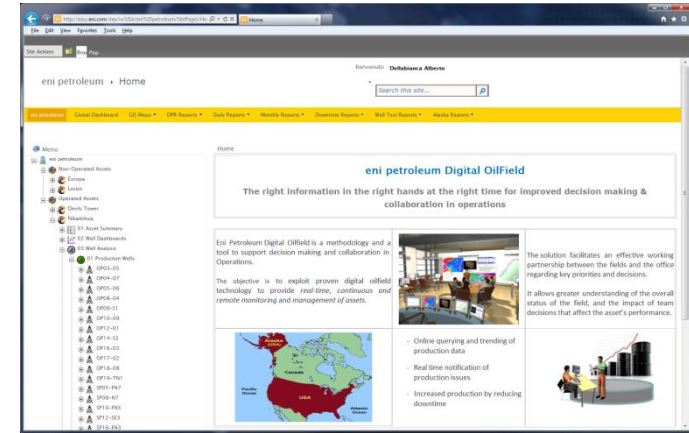 Home
File Edit View Favorites Tools Help
Site Actions
Benvenuto Dellabianca Alberto
eni petroleum › Home
Search this site...
eni petroleum Global Dashboard GIS Maps DPR Reports Daily Reports Monthly Reports Downtime Reports Well Test Reports Alaska Reports
Menu
Home
eni petroleum
Non-Operated Assets
Europa
Lexius
Operated Assets
Devils Tower
Nikaitchuq
01 Asset Summary
02 Well Dashboards
03 Well Analysis
01 Production Wells
OP03-05
OP04-07
OP05-06
OP08-04
OP09-S1
OP10-09
OP12-01
OP14-S3
OP16-03
OP17-02
OP18-08
OP19-TN1
SP05-FN7
SP08-N7
SP10-FN5
SP12-SE3
SP16-FN3
eni petroleum Digital OilField
The right information in the right hands at the right time for improved decision making &
collaboration in operations
Eni Petroleum Digital Oilfield is a methodology and a
tool to support decision making and collaboration in
Operations.
The objective is to exploit proven digital oilfield
technology to provide real-time, continuous and
remote monitoring and management of assets.
The solution facilitates an effective working
partnership between the fields and the office
regarding key priorities and decisions.
It allows greater understanding of the overall
status of the field, and the impact of team
decisions that affect the asset's performance.
Alaska
(USA)
Canada
Pacific
Ocean
USA
Atlantic
Ocean
- Online querying and trending of
production data
- Real time notification of
production issues
- Increased production by reducing
downtime